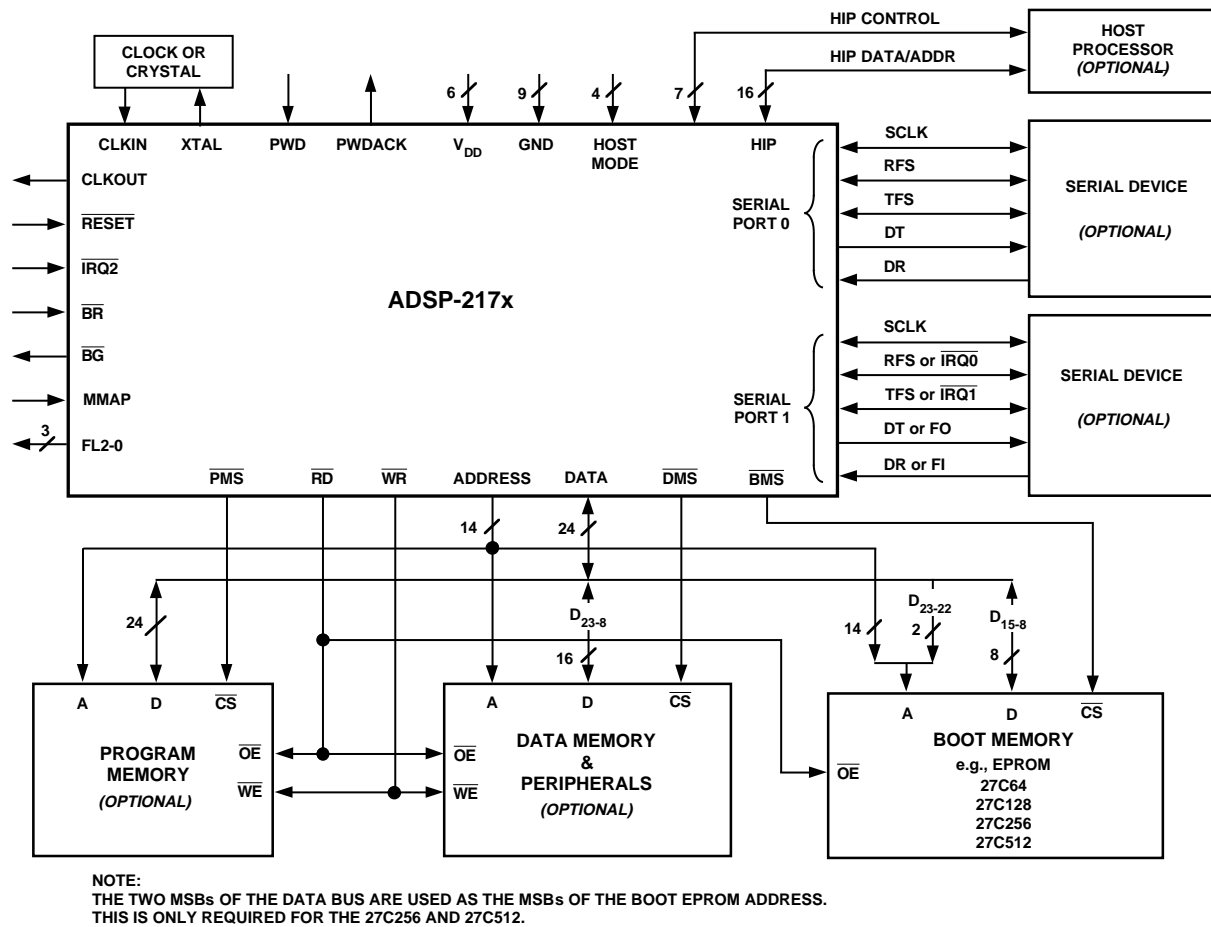 HIP CONTROL
HOST
PROCESSOR
(OPTIONAL)
CLOCK OR
CRYSTAL
HIP DATA/ADDR
6
9
4
7
16
CLKIN
XTAL
PWD
PWDACK
VDD
GND
HOST
MODE
HIP
CLKOUT
RESET
IRQ2
BR
BG
MMAP
3
FL2-0
ADSP-217x
SERIAL
PORT 0
SCLK
RFS
TFS
DT
DR
SERIAL DEVICE
(OPTIONAL)
SERIAL
PORT 1
SCLK
RFS or IRQ0
TFS or IRQ1
DT or FO
DR or FI
SERIAL DEVICE
(OPTIONAL)
PMS
RD
WR
ADDRESS
DATA
DMS
BMS
14
24
24
D23-8
16
14
D23-22
2
D15-8
8
A
D
CS
PROGRAM
MEMORY
(OPTIONAL)
OE
WE
A
D
CS
OE
WE
DATA MEMORY
&
PERIPHERALS
(OPTIONAL)
A
D
CS
OE
BOOT MEMORY
e.g., EPROM
27C64
27C128
27C256
27C512
NOTE:
THE TWO MSBs OF THE DATA BUS ARE USED AS THE MSBs OF THE BOOT EPROM ADDRESS.
THIS IS ONLY REQUIRED FOR THE 27C256 AND 27C512.